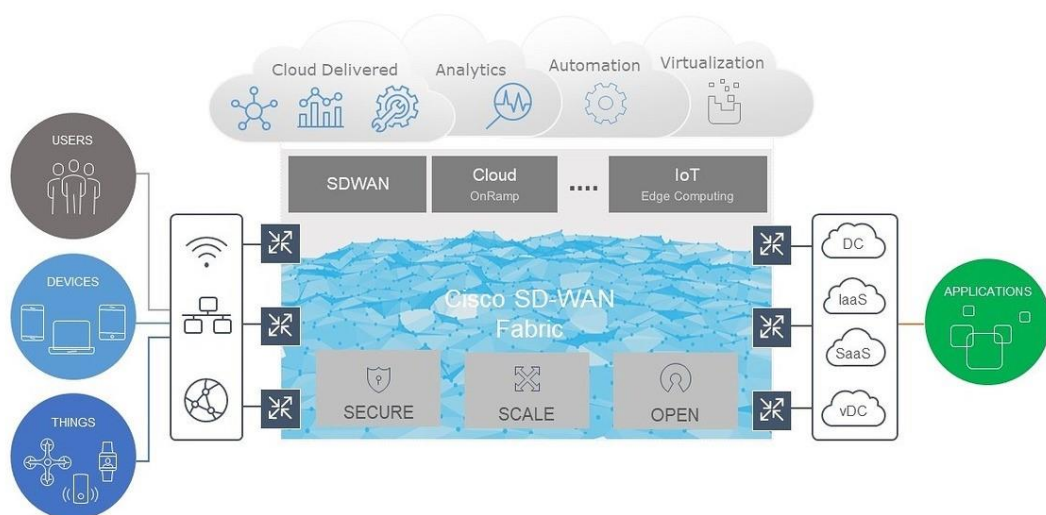 Cloud Delivered
Analytics
Automation
Virtualization
USERS
DEVICES
THINGS
SDWAN
Cloud
OnRamp
....
IoT
Edge Computing
Cisco SD-WAN
Fabric
SECURE
SCALE
OPEN
DC
IaaS
SaaS
vDC
APPLICATIONS